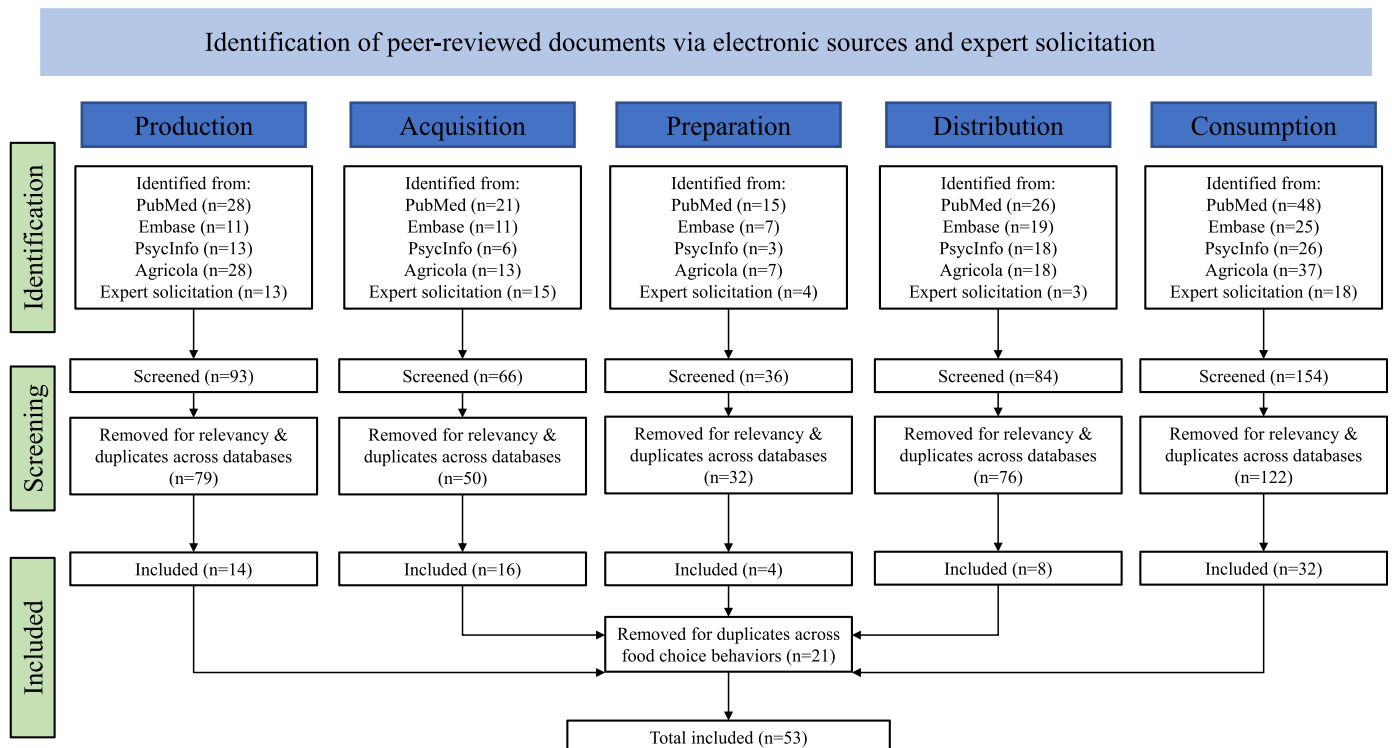 Identification of peer-reviewed documents via electronic sources and expert solicitation
Production
Acquisition
Preparation
Distribution
Consumption
Identification
Identified from:
PubMed (n=28)
Embase (n=11)
PsycInfo (n=13)
Agricola (n=28)
Expert solicitation (n=13)
Identified from:
PubMed (n=21)
Embase (n=11)
PsycInfo (n=6)
Agricola (n=13)
Expert solicitation (n=15)
Identified from:
PubMed (n=15)
Embase (n=7)
PsycInfo (n=3)
Agricola (n=7)
Expert solicitation (n=4)
Identified from:
PubMed (n=26)
Embase (n=19)
PsycInfo (n=18)
Agricola (n=18)
Expert solicitation (n=3)
Identified from:
PubMed (n=48)
Embase (n=25)
PsycInfo (n=26)
Agricola (n=37)
Expert solicitation (n=18)
Screening
Screened (n=93)
Screened (n=66)
Screened (n=36)
Screened (n=84)
Screened (n=154)
Removed for relevancy &
duplicates across databases
(n=79)
Removed for relevancy &
duplicates across databases
(n=50)
Removed for relevancy &
duplicates across databases
(n=32)
Removed for relevancy &
duplicates across databases
(n=76)
Removed for relevancy &
duplicates across databases
(n=122)
Included
Included (n=14)
Included (n=16)
Included (n=4)
Included (n=8)
Included (n=32)
Removed for duplicates across
food choice behaviors (n=21)
Total included (n=53)